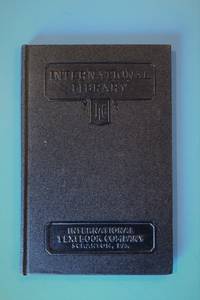 INTERNATIONAL
LIBRARY
INTERNATIONAL
TEXTBOOK COMPANY
SCRANTON, PA.